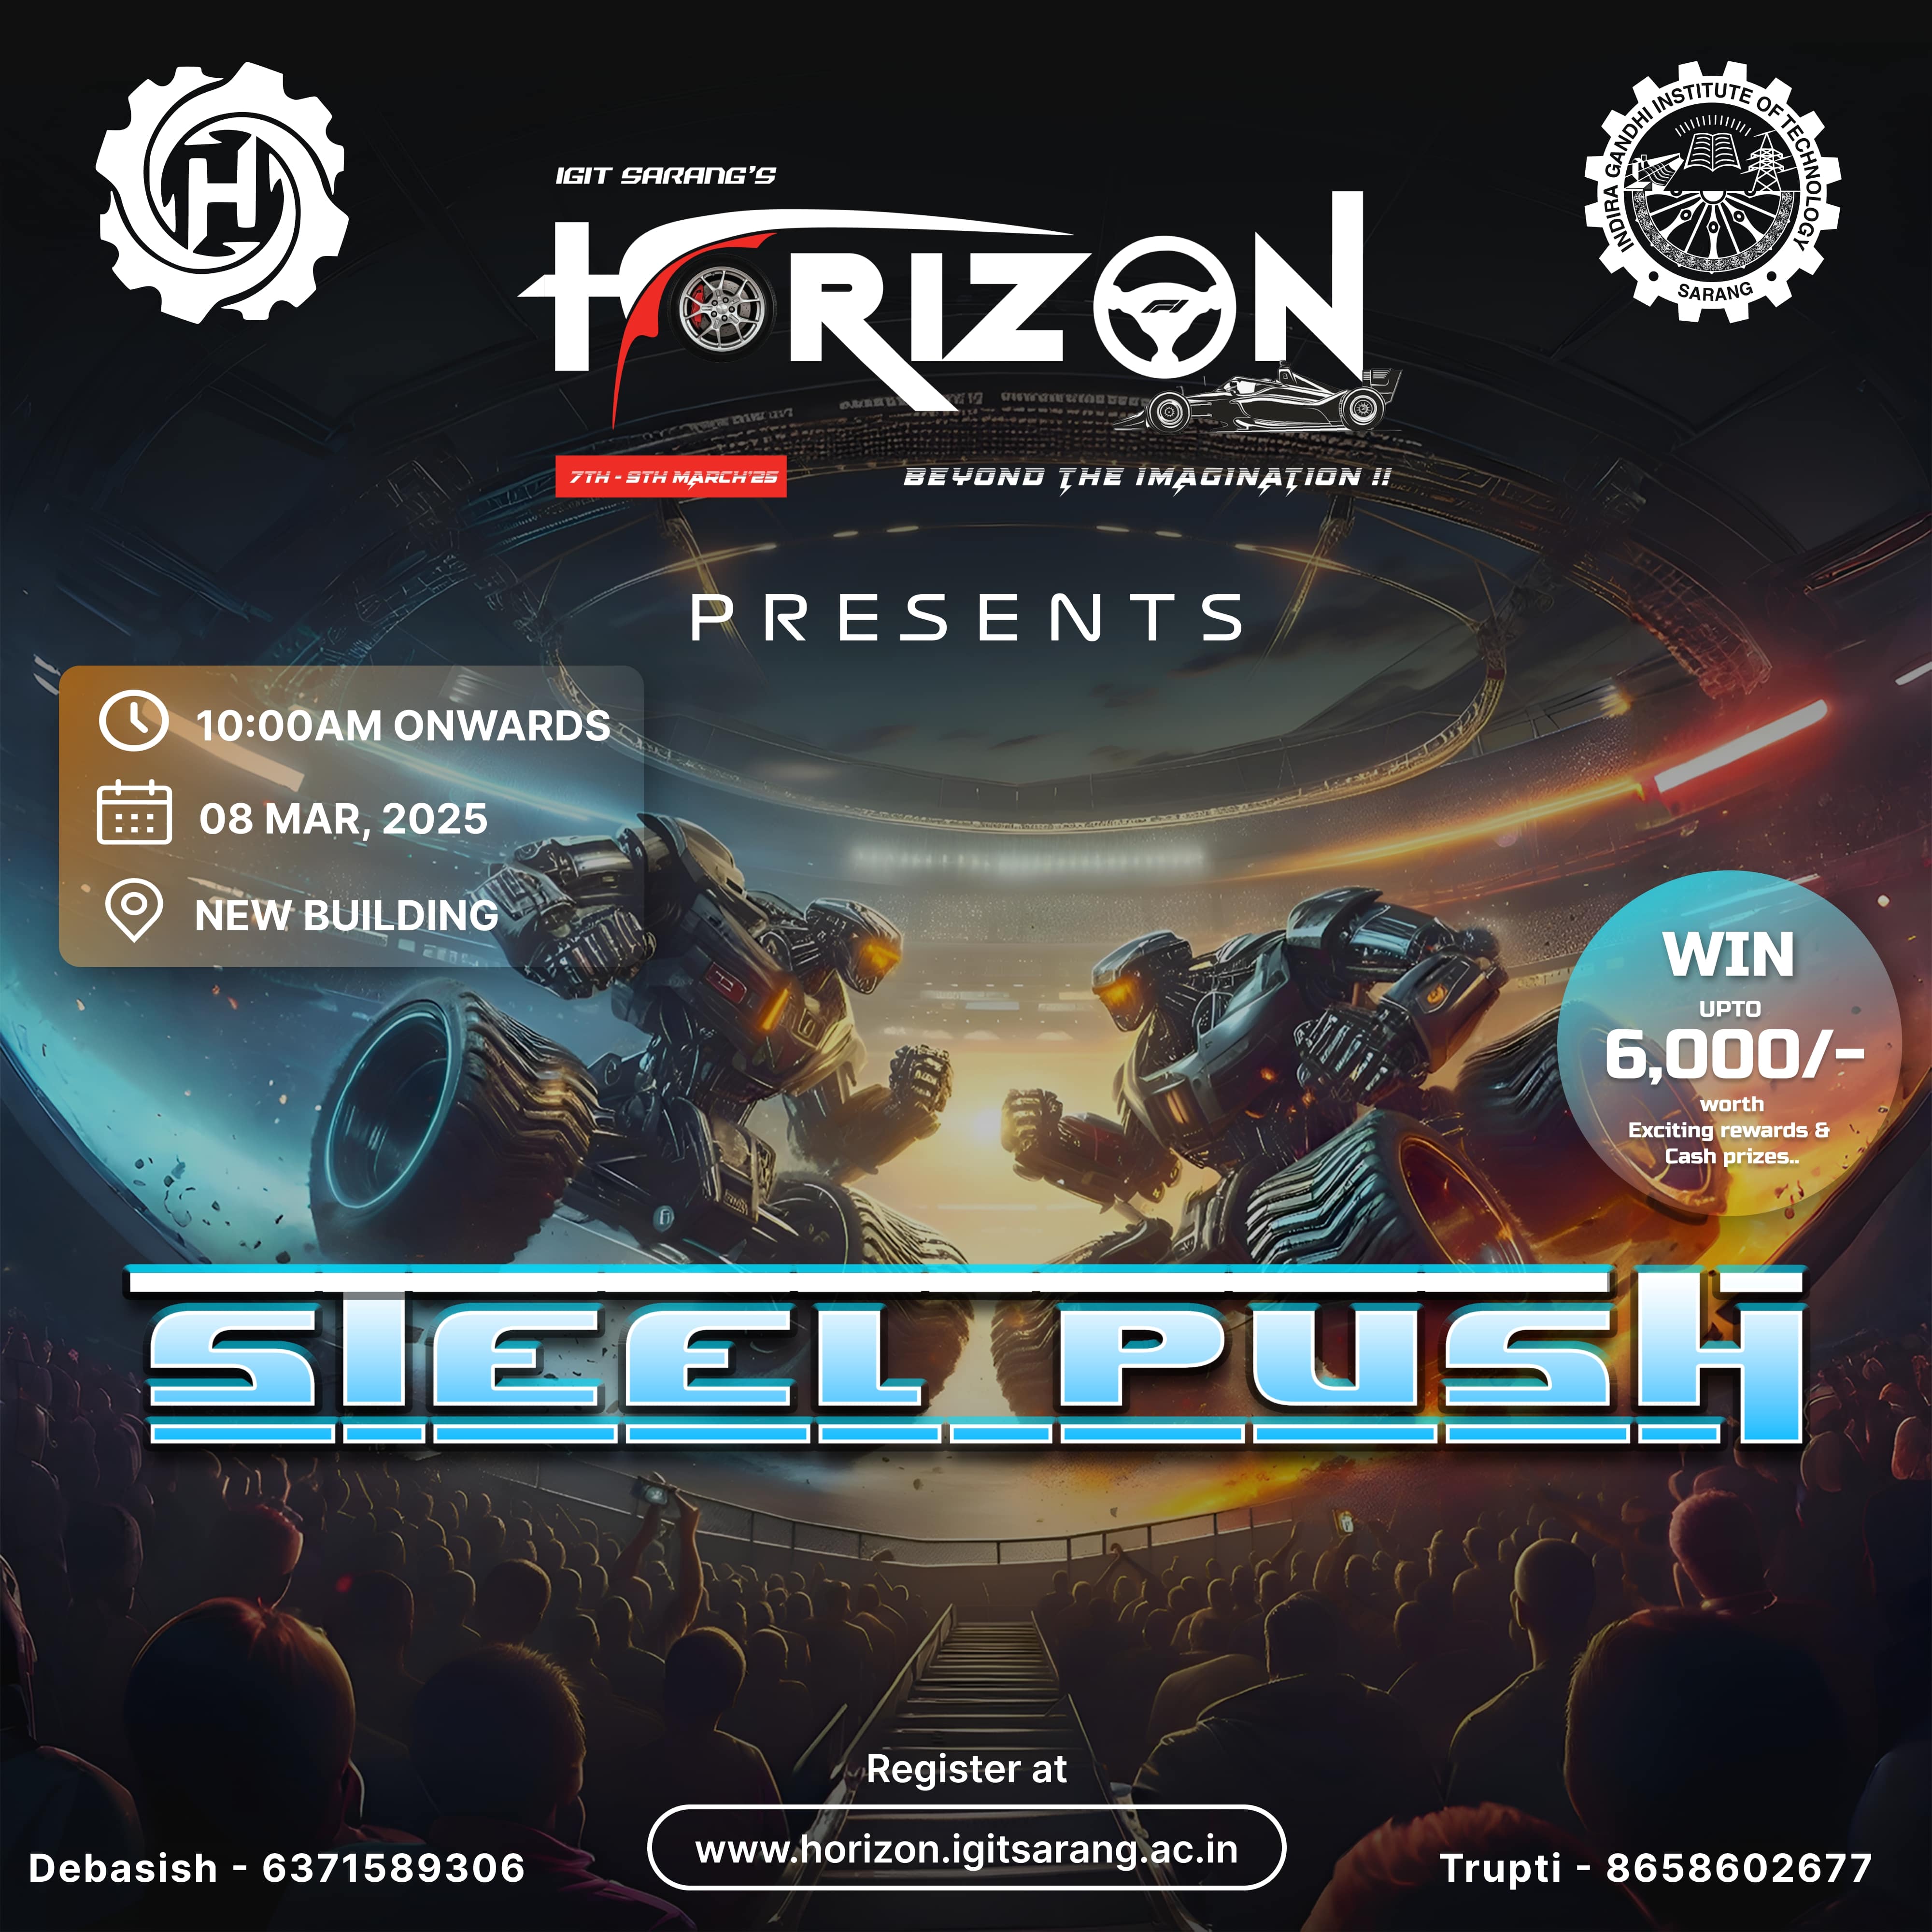 H
INDIRA GANDHI INSTITUTE OF TECHNOLOGY
SARANG
IGIT SARANG'S
HORIZON
7TH - 9TH MARCH'25
BEYOND THE IMAGINATION !!
PRESENTS
10:00AM ONWARDS
08 MAR, 2025
NEW BUILDING
WIN
UPTO
6,000/-
worth
Exciting rewards &
Cash prizes..
STEEL PUSH
Register at
www.horizon.igitsarang.ac.in
Debasish - 6371589306
Trupti - 8658602677